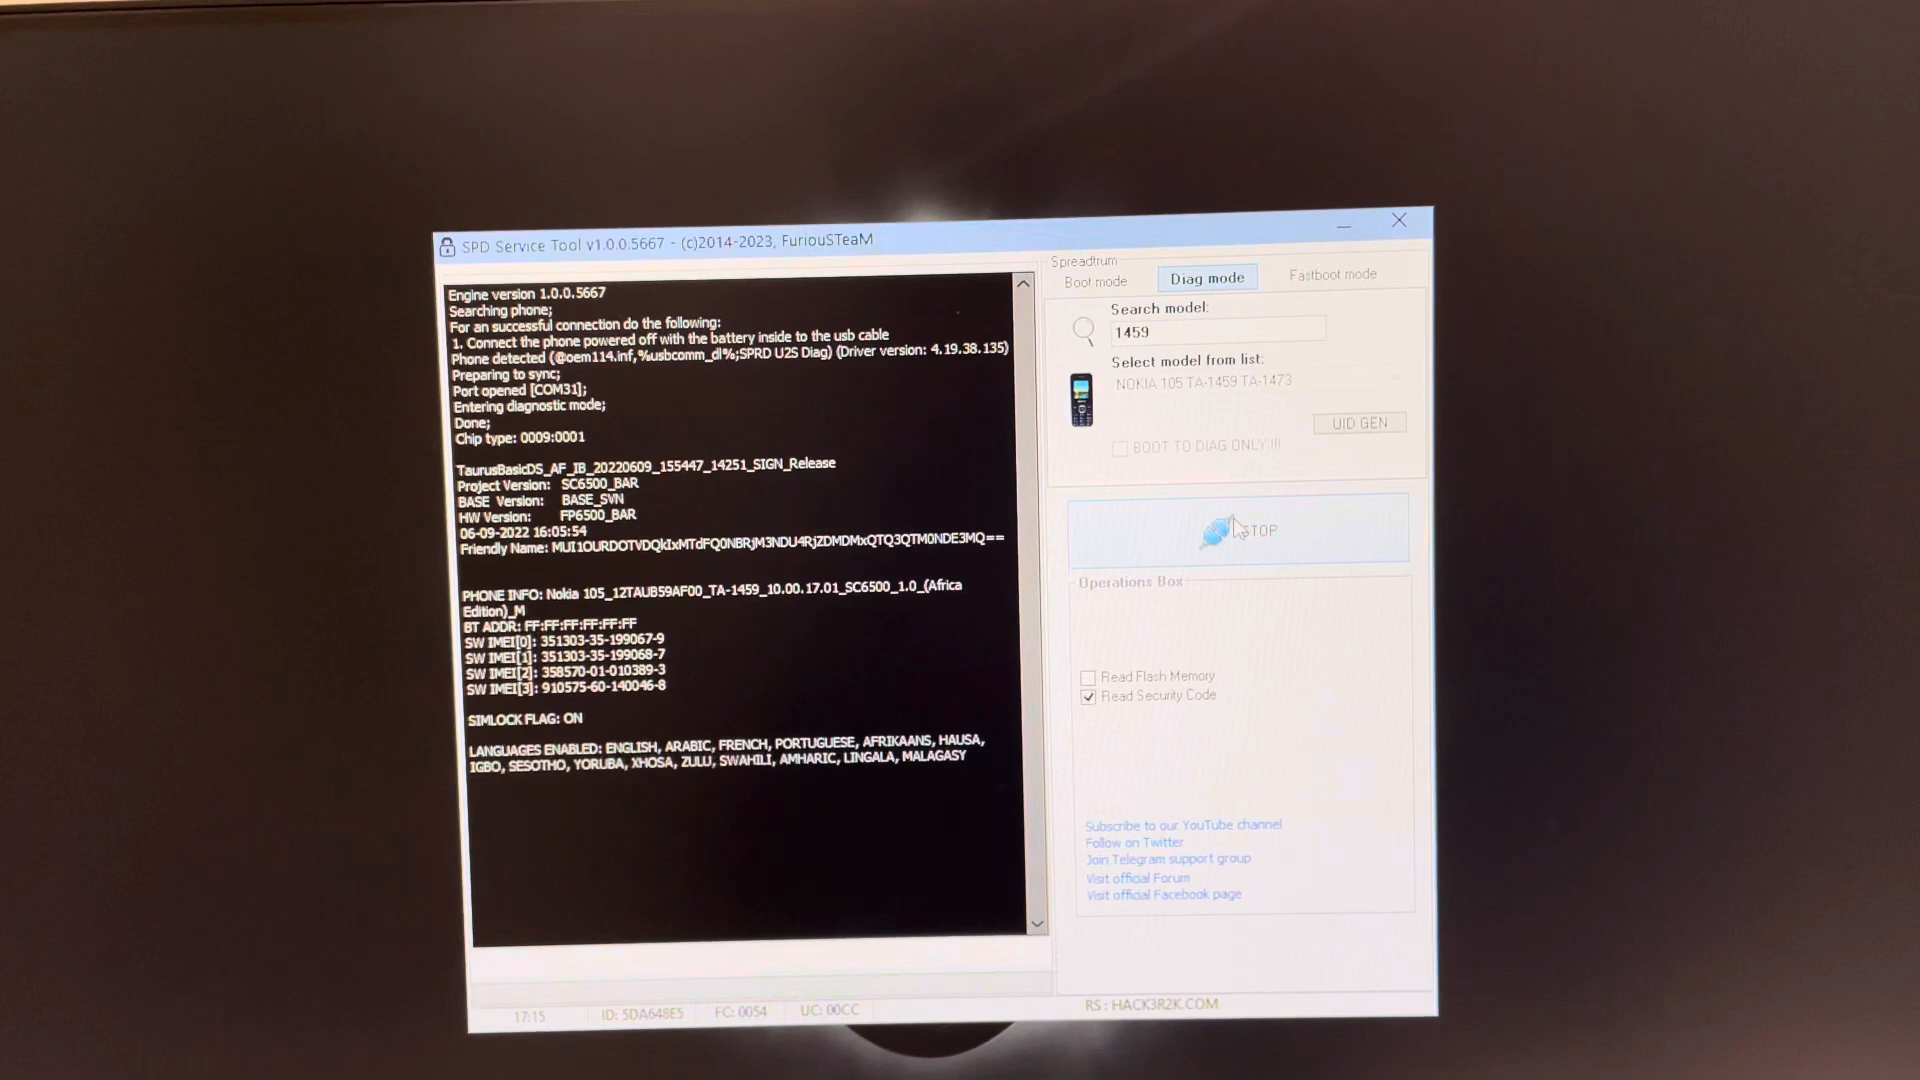 SPD Service Tool v1.0.0.5667 - (c)2014-2023, FuriouSTeaM
Engine version 1.0.0.5667
Searching phone;
For an successful connection do the following:
1. Connect the phone powered off with the battery inside to the usb cable
Phone detected (@oem114.inf,%usbcomm_dl%;SPRD U2S Diag) (Driver version: 4.19.38.135)
Preparing to sync;
Port opened [COM31];
Entering diagnostic mode;
Done;
Chip type: 0009:0001
TaurusBasicDS_AF_IB_20220609_155447_14251_SIGN_Release
Project Version: SC6500_BAR
BASE Version: BASE_SVN
HW Version: FP6500_BAR
06-09-2022 16:05:54
Friendly Name: MUI1OURDOTVDQkIxMTdFQ0NBRjM3NDU4RjZDMDMxQTQ3QTM0NDE3MQ==
PHONE INFO: Nokia 105_12TAUB59AF00_TA-1459_10.00.17.01_SC6500_1.0_(Africa
Edition)_M
BT ADDR: FF:FF:FF:FF:FF:FF
SW IMEI[0]: 351303-35-199067-9
SW IMEI[1]: 351303-35-199068-7
SW IMEI[2]: 358570-01-010389-3
SW IMEI[3]: 910575-60-140046-8
SIMLOCK FLAG: ON
LANGUAGES ENABLED: ENGLISH, ARABIC, FRENCH, PORTUGUESE, AFRIKAANS, HAUSA,
IGBO, SESOTHO, YORUBA, XHOSA, ZULU, SWAHILI, AMHARIC, LINGALA, MALAGASY
Spreadtrum
Boot mode Diag mode Fastboot mode
Search model:
1459
Select model from list:
NOKIA 105 TA-1459 TA-1473
UID GEN
BOOT TO DIAG ONLY !!!
STOP
Operations Box
Read Flash Memory
Read Security Code
Subscribe to our YouTube channel
Follow on Twitter
Join Telegram support group
Visit official Forum
Visit official Facebook page
17:15 ID: 5DA648E5 FC: 0054 UC: 00CC RS : HACK3R2K.COM